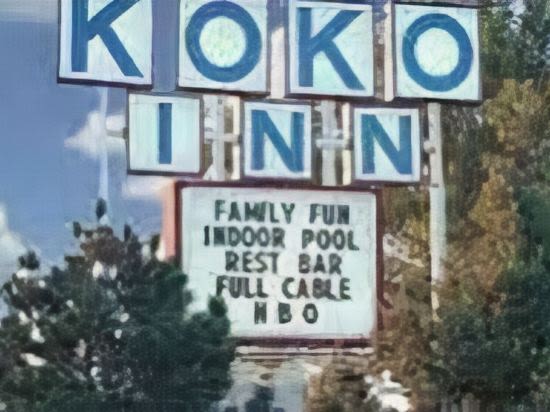 KOKO
INN
FAMILY FUN
INDOOR POOL
REST BAR
FULL CABLE
HBO